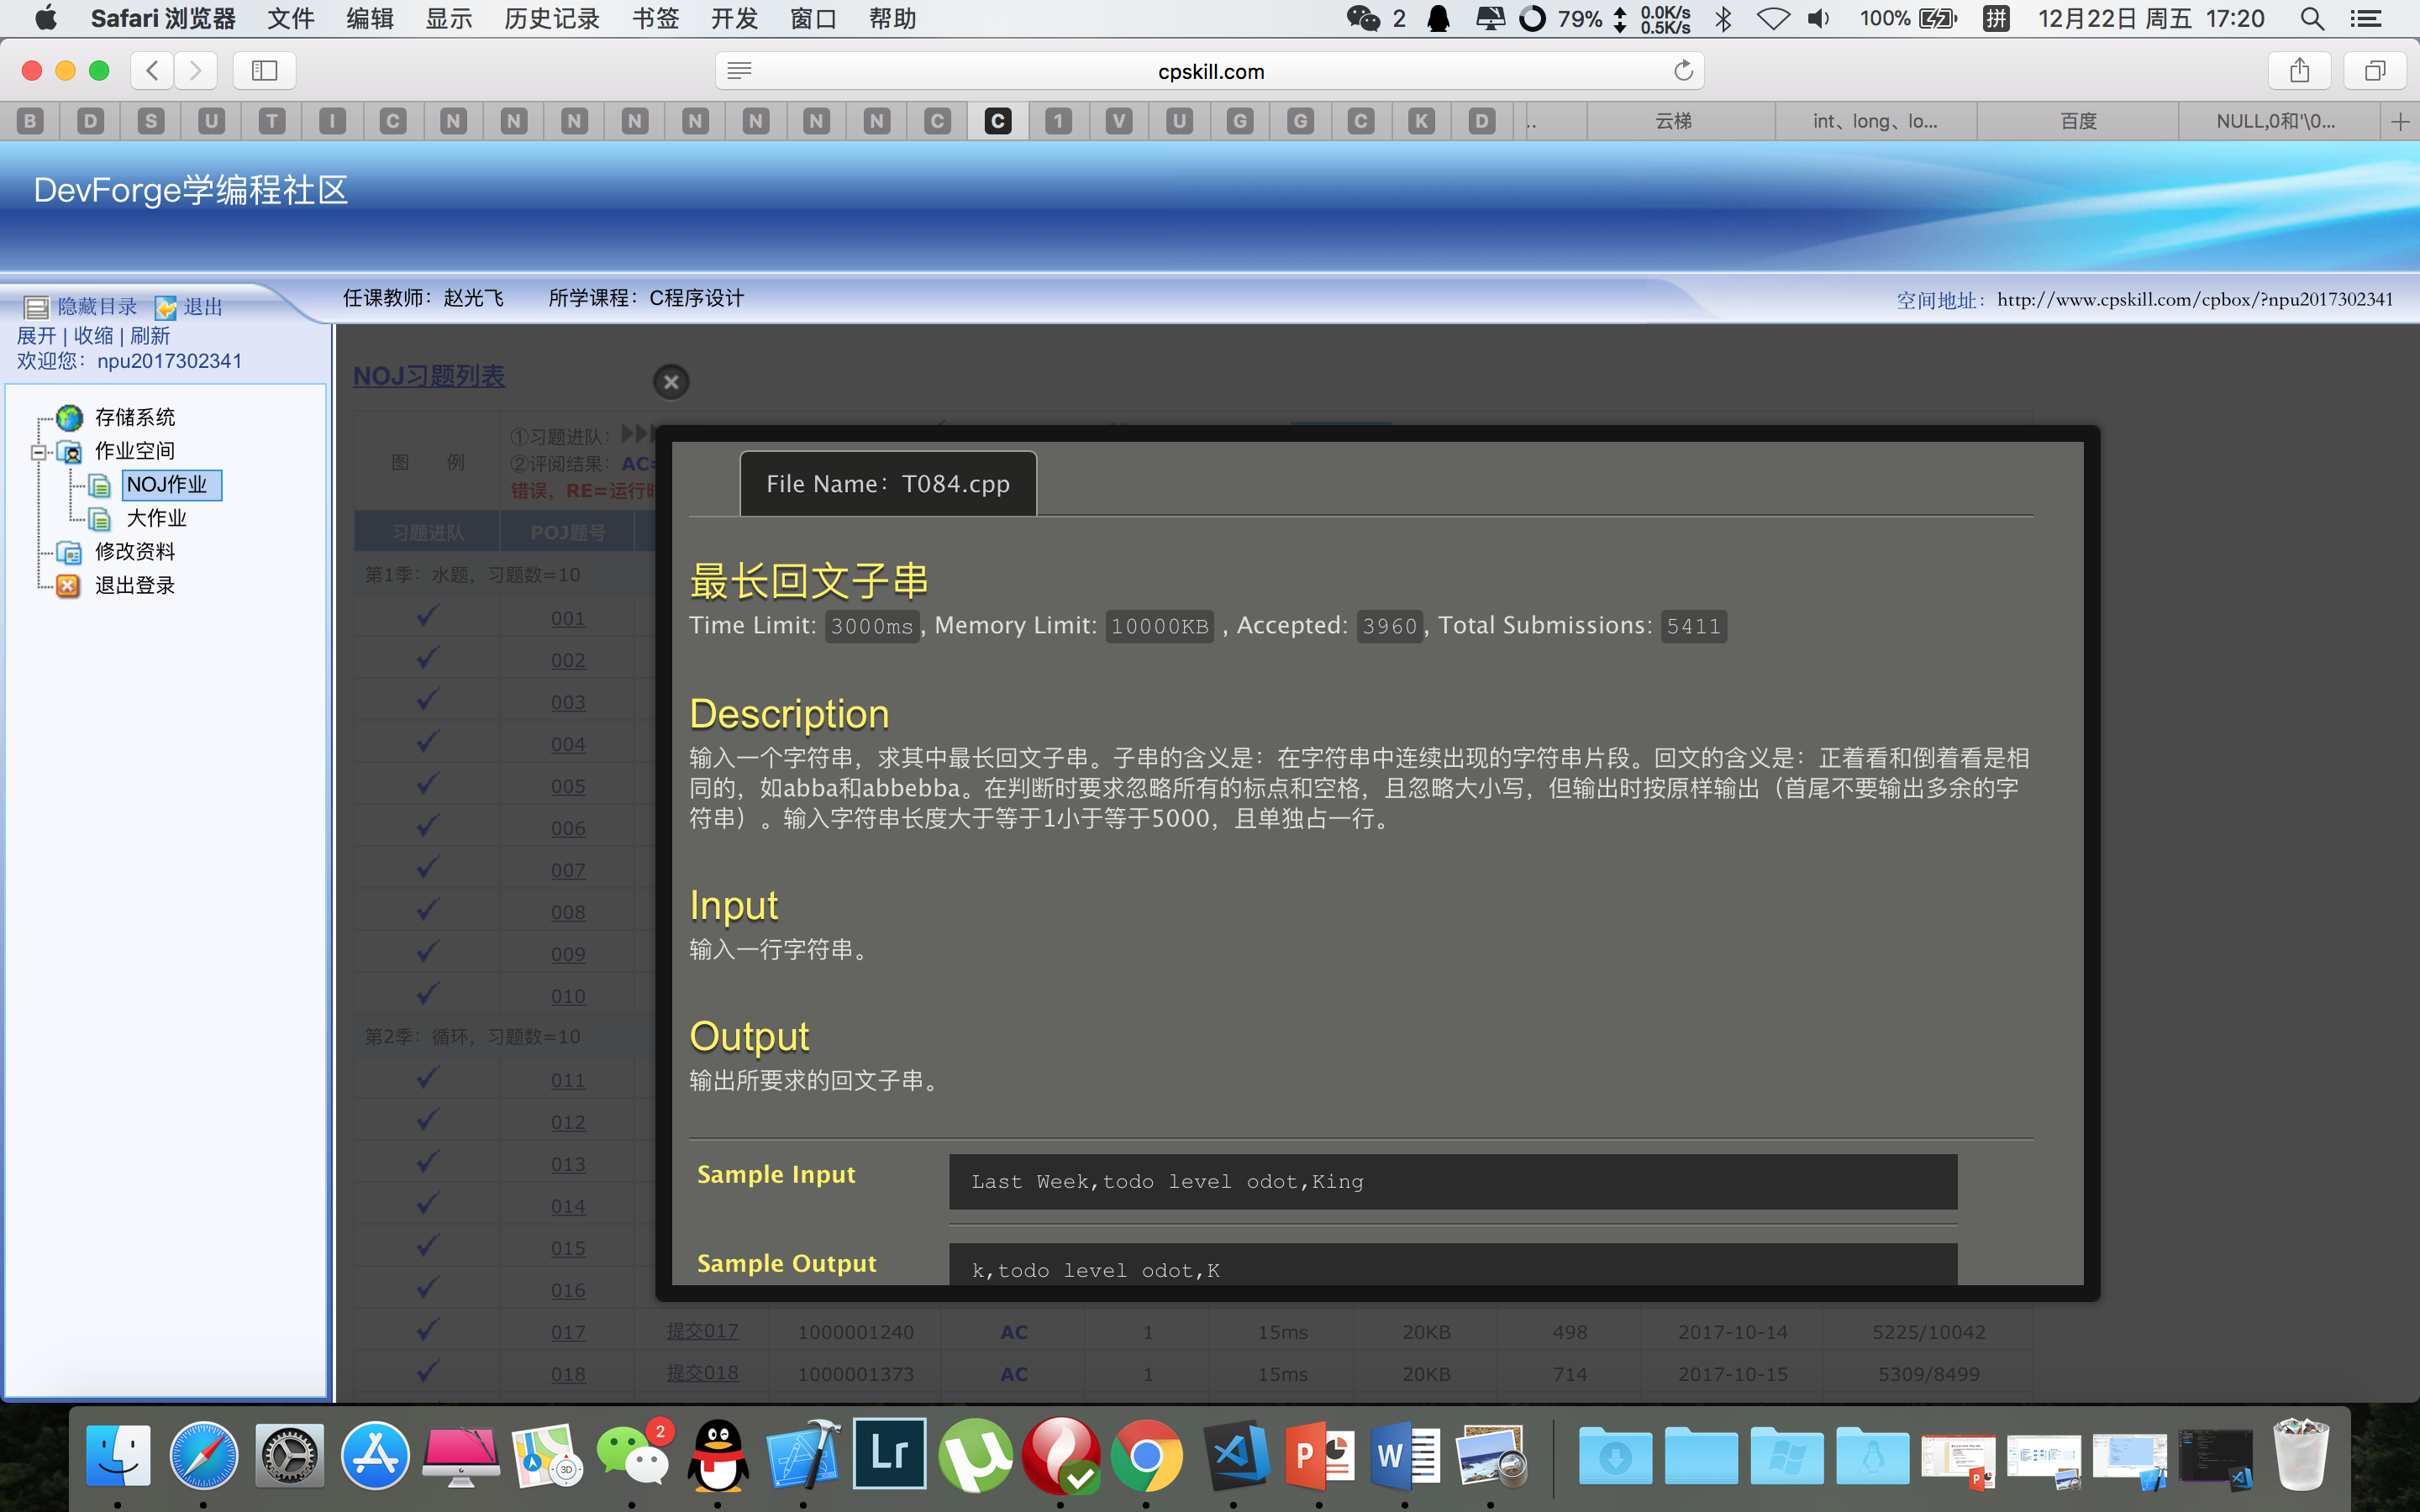 Safari 浏览器 文件 编辑 显示 历史记录 书签 开发 窗口 帮助 2 79% 0.0K/s 0.5K/s 100% 拼 12月22日 周五 17:20
cpskill.com
B D S U T I C N N N N N N N N C C 1 V U G G C K D .. 云梯 int、long、lo... 百度 NULL,0和'\0...
DevForge学编程社区
隐藏目录 退出 任课教师：赵光飞 所学课程：C程序设计 空间地址：http://www.cpskill.com/cpbox/?npu2017302341
展开 | 收缩 | 刷新
欢迎您：npu2017302341
存储系统
作业空间
NOJ作业
大作业
修改资料
退出登录
NOJ习题列表
图 例
①习题进队：
②评阅结果：AC=
错误，RE=运行时
习题进队 POJ题号
第1季：水题，习题数=10
001
002
003
004
005
006
007
008
009
010
第2季：循环，习题数=10
011
012
013
014
015
016
017 提交017 1000001240 AC 1 15ms 20KB 498 2017-10-14 5225/10042
018 提交018 1000001373 AC 1 15ms 20KB 714 2017-10-15 5309/8499
File Name：T084.cpp
最长回文子串
Time Limit: 3000ms, Memory Limit: 10000KB , Accepted: 3960, Total Submissions: 5411
Description
输入一个字符串，求其中最长回文子串。子串的含义是：在字符串中连续出现的字符串片段。回文的含义是：正着看和倒着看是相
同的，如abba和abbebba。在判断时要求忽略所有的标点和空格，且忽略大小写，但输出时按原样输出（首尾不要输出多余的字
符串）。输入字符串长度大于等于1小于等于5000，且单独占一行。
Input
输入一行字符串。
Output
输出所要求的回文子串。
Sample Input Last Week,todo level odot,King
Sample Output k,todo level odot,K
2
3D
Lr
P
W